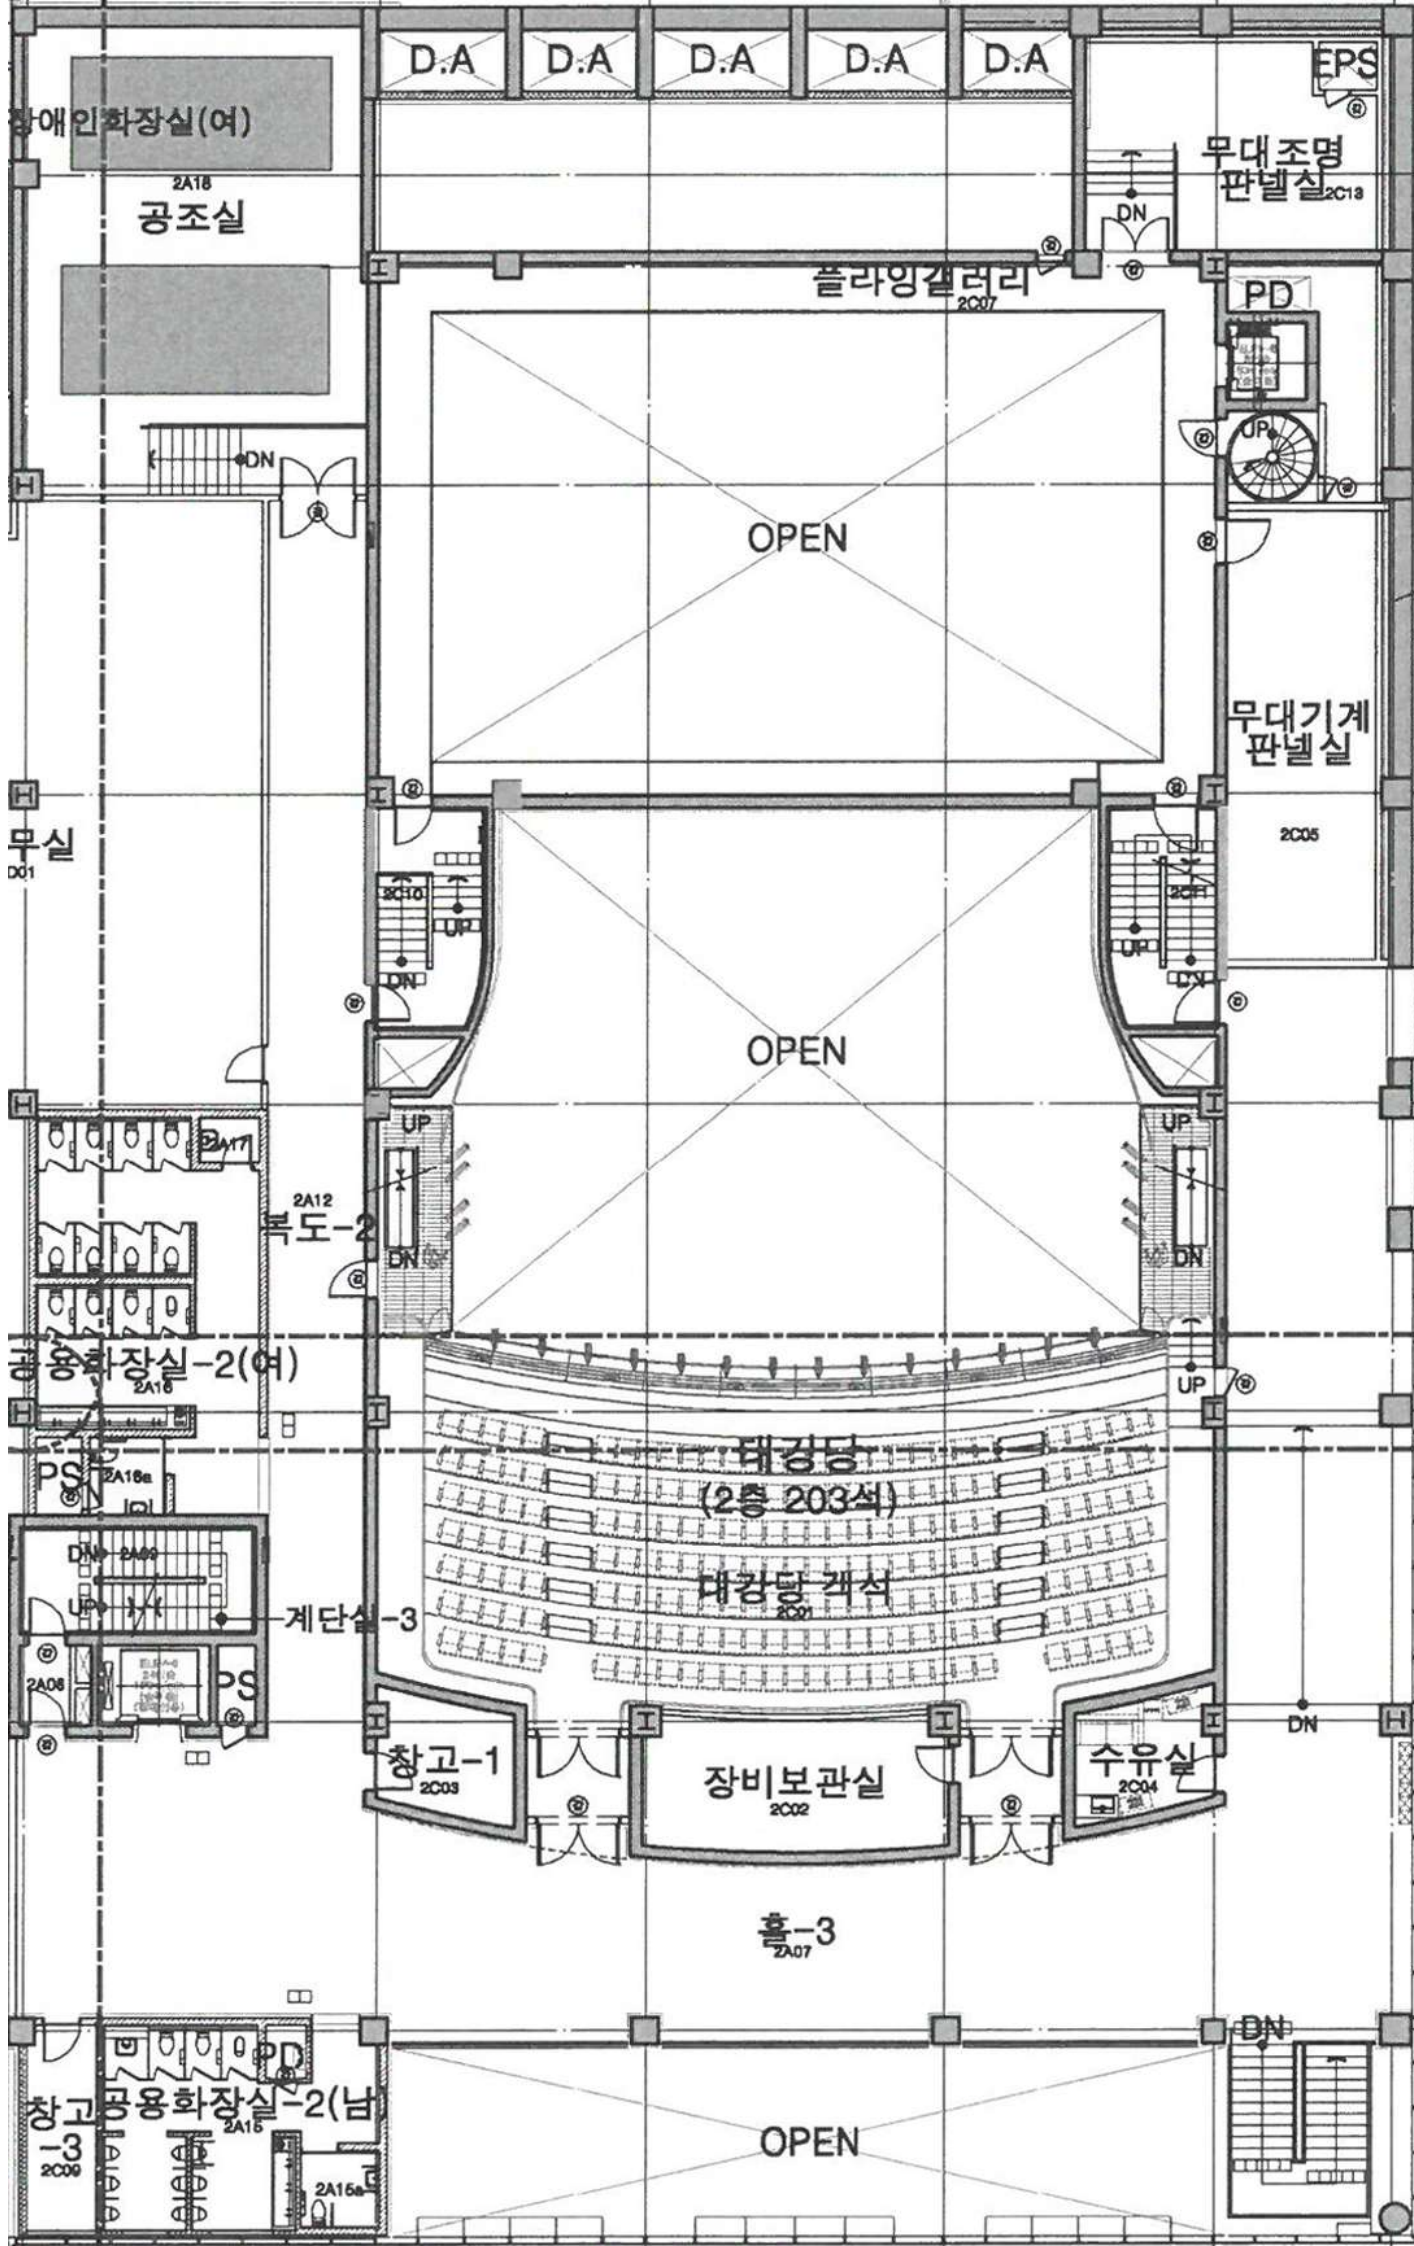 D.A
D.A
D.A
D.A
D.A
EPS
장애인화장실(여)
2A18
공조실
무대조명
판넬실
2C13
DN
플라잉갤러리
2C07
PD
UP
DN
OPEN
무대기계
판넬실
2C05
무실
2C10
UP
DN
2C11
UP
DN
OPEN
2A17
UP
UP
2A12
복도-2
DN
DN
공용화장실-2(여)
2A16
UP
대강당
(2층 203석)
PS
2A16a
DN
2A09
대강당 객석
2C01
UP
계단실-3
PS
DN
창고-1
2C03
장비보관실
2C02
수유실
2C04
홀-3
2A07
DN
PD
창고
-3
2C09
공용화장실-2(남)
2A15
OPEN
2A15a